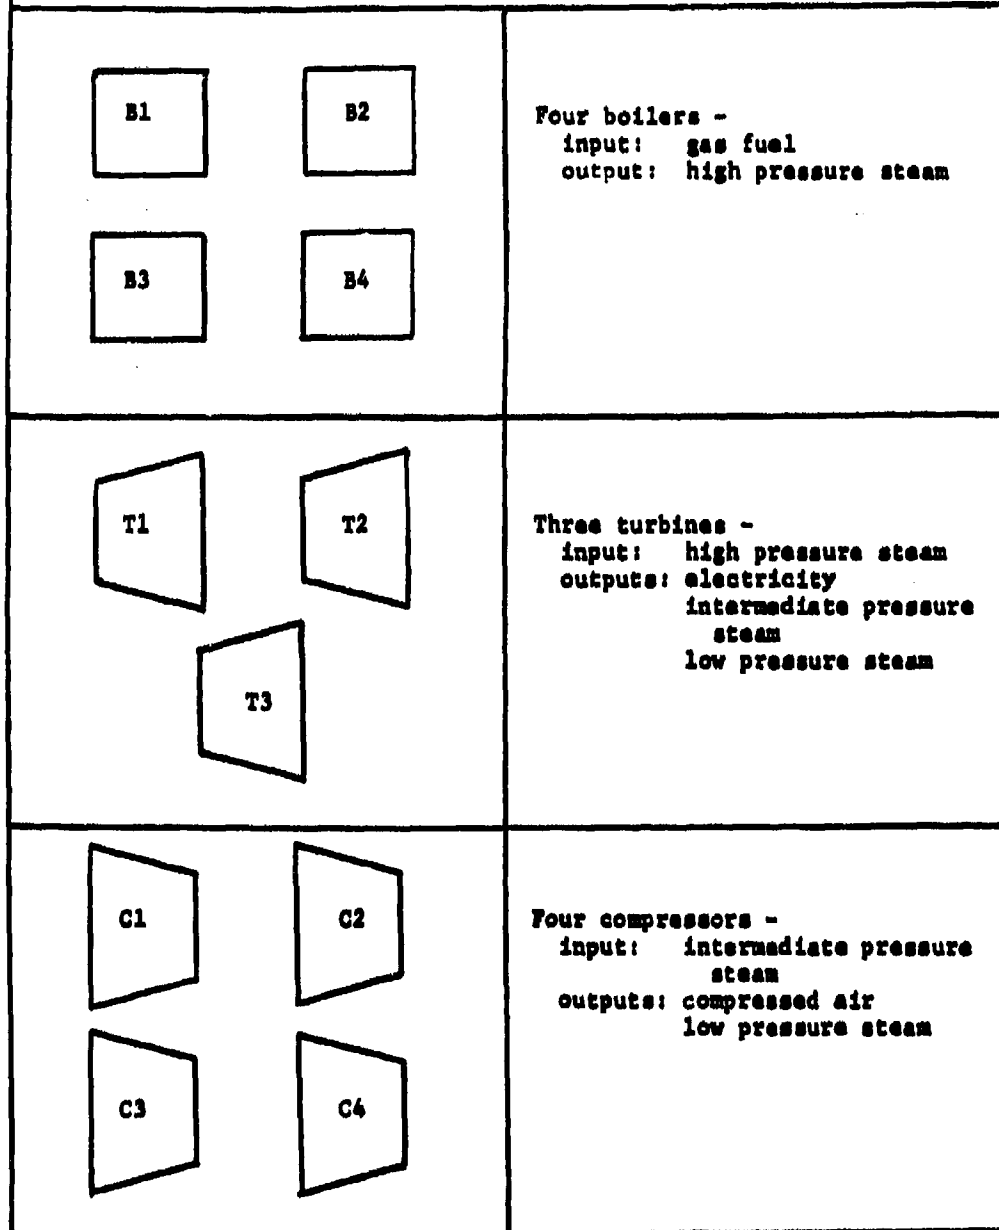 B1 B2
B3 B4
Four boilers -
input: gas fuel
output: high pressure steam
T1 T2
T3
Three turbines -
input: high pressure steam
outputs: electricity
intermediate pressure
steam
low pressure steam
C1 C2
C3 C4
Four compressors -
input: intermediate pressure
steam
outputs: compressed air
low pressure steam